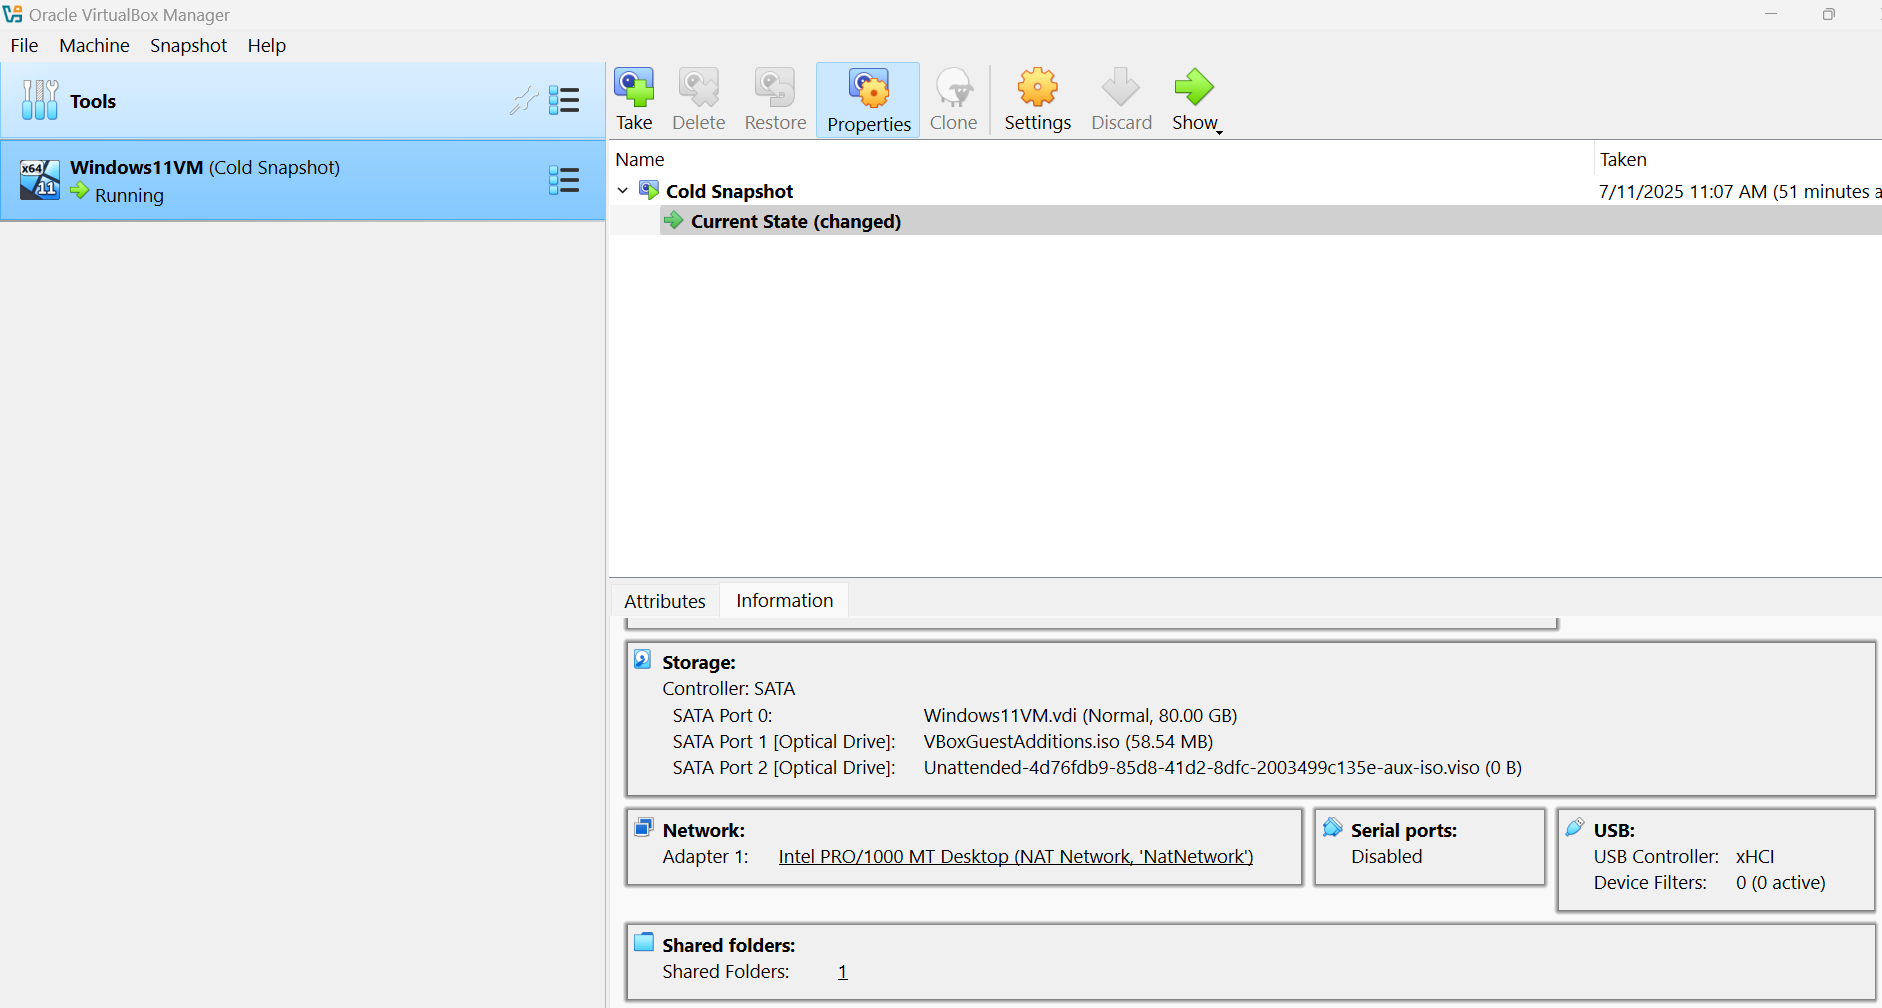 Oracle VirtualBox Manager
File Machine Snapshot Help
Tools
Windows11VM (Cold Snapshot)
Running
x64
11
Take Delete Restore Properties Clone Settings Discard Show
Name Taken
Cold Snapshot 7/11/2025 11:07 AM (51 minutes a
Current State (changed)
Attributes Information
Storage:
Controller: SATA
SATA Port 0: Windows11VM.vdi (Normal, 80.00 GB)
SATA Port 1 [Optical Drive]: VBoxGuestAdditions.iso (58.54 MB)
SATA Port 2 [Optical Drive]: Unattended-4d76fdb9-85d8-41d2-8dfc-2003499c135e-aux-iso.viso (0 B)
Network:
Adapter 1: Intel PRO/1000 MT Desktop (NAT Network, 'NatNetwork')
Serial ports:
Disabled
USB:
USB Controller: xHCI
Device Filters: 0 (0 active)
Shared folders:
Shared Folders: 1